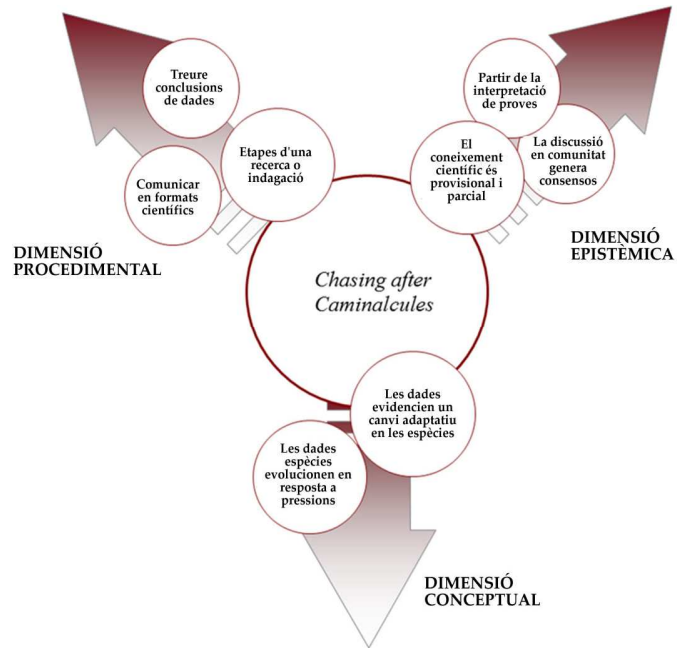 Treure
conclusions
de dades
Etapes d'una
recerca o
indagació
Comunicar
en formats
científics
DIMENSIÓ
PROCEDIMENTAL
Partir de la
interpretació
de proves
El
coneixement
científic és
provisional i
parcial
La discussió
en comunitat
genera
consensos
DIMENSIÓ
EPISTÈMICA
Chasing after
Caminalcules
Les dades
evidencien un
canvi adaptatiu
en les espècies
Les dades
espècies
evolucionen en
resposta a
pressions
DIMENSIÓ
CONCEPTUAL